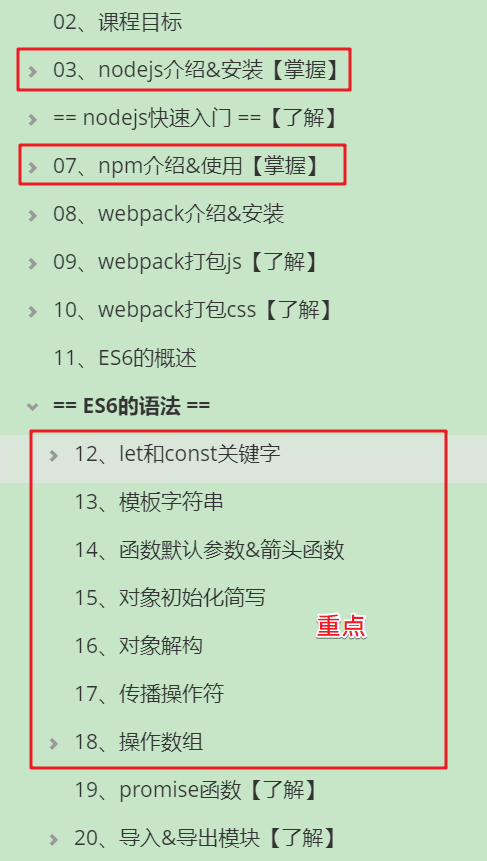 02、课程目标
03、nodejs介绍&安装【掌握】
== nodejs快速入门 ==【了解】
07、npm介绍&使用【掌握】
08、webpack介绍&安装
09、webpack打包js【了解】
10、webpack打包css【了解】
11、ES6的概述
== ES6的语法 ==
12、let和const关键字
13、模板字符串
14、函数默认参数&箭头函数
15、对象初始化简写
重点
16、对象解构
17、传播操作符
18、操作数组
19、promise函数【了解】
20、导入&导出模块【了解】